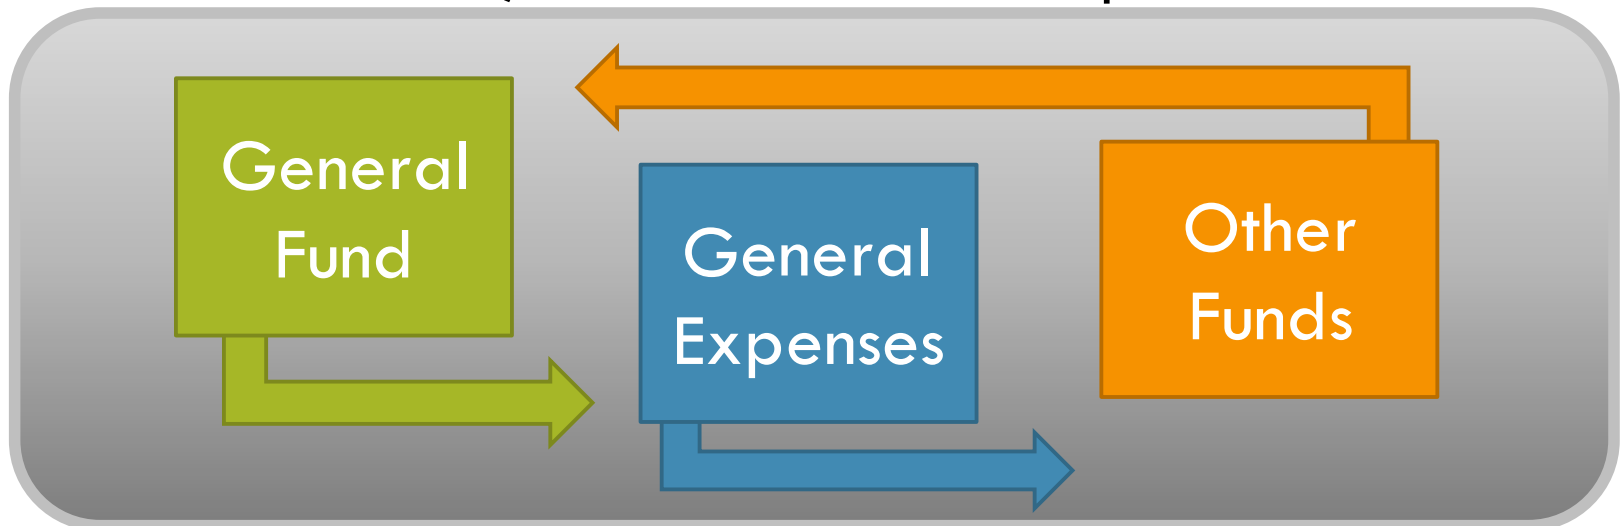 General
Fund
General
Expenses
Other
Funds